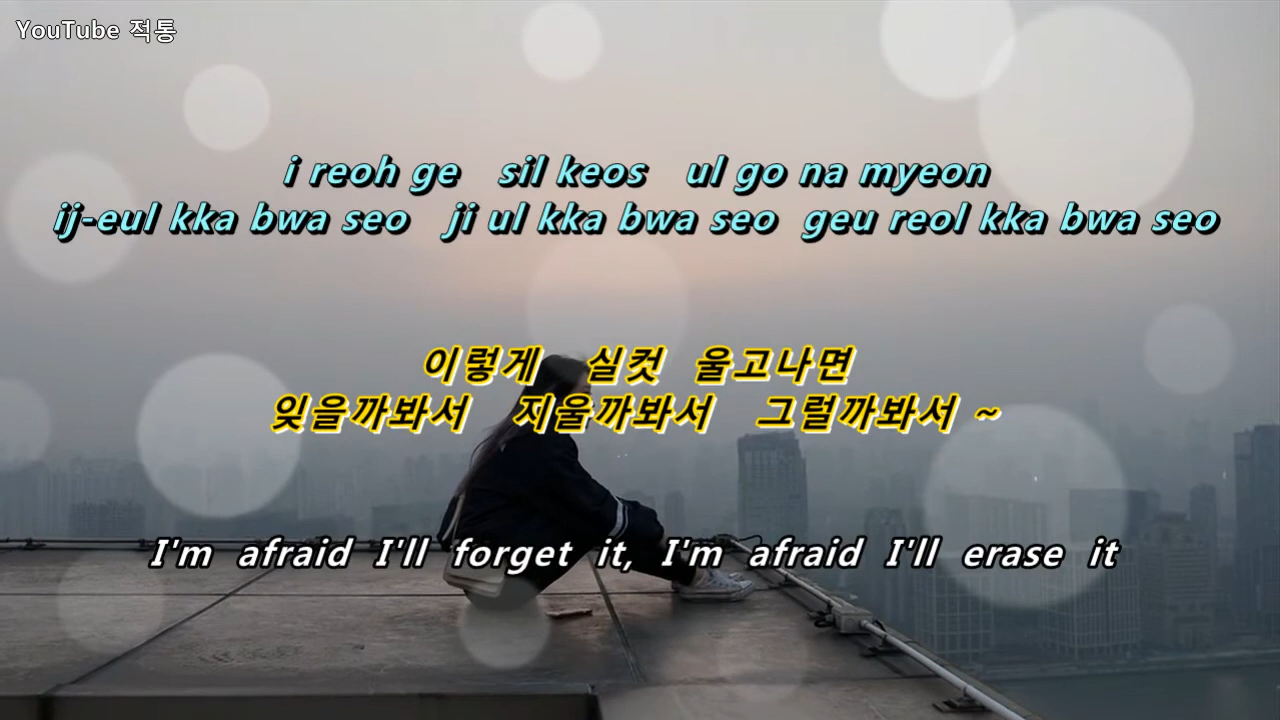 YouTube 적통
i reoh ge sil keos ul go na myeon
ij-eul kka bwa seo ji ul kka bwa seo geu reol kka bwa seo
이렇게 실컷 울고나면
잊을까봐서 지울까봐서 그럴까봐서 ~
I'm afraid I'll forget it, I'm afraid I'll erase it